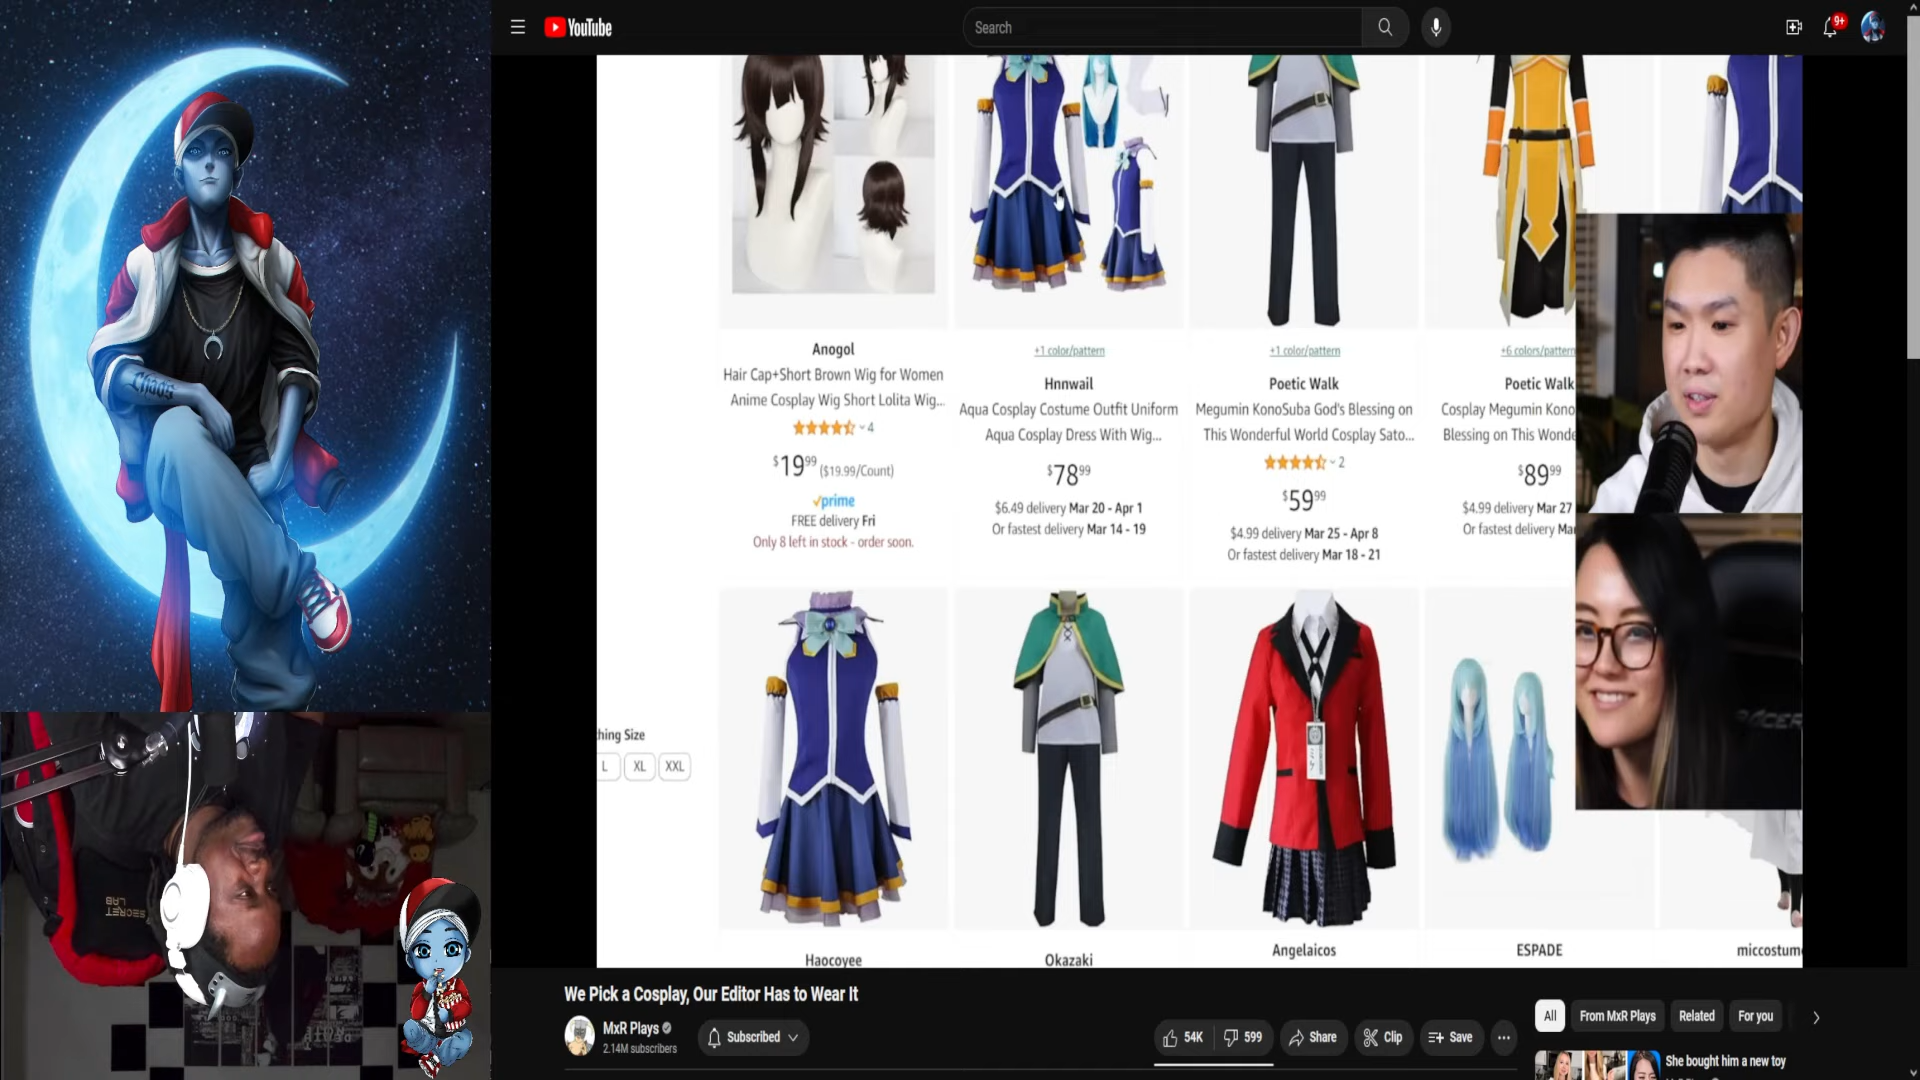 YouTube
Search
9+
Chaos
Anogol
Hair Cap+Short Brown Wig for Women
Anime Cosplay Wig Short Lolita Wig...
4
$19.99 ($19.99/Count)
prime
FREE delivery Fri
Only 8 left in stock - order soon.
+1 color/pattern
Hnnwail
Aqua Cosplay Costume Outfit Uniform
Aqua Cosplay Dress With Wig...
$78.99
$6.49 delivery Mar 20 - Apr 1
Or fastest delivery Mar 14 - 19
+1 color/pattern
Poetic Walk
Megumin KonoSuba God's Blessing on
This Wonderful World Cosplay Sato...
2
$59.99
$4.99 delivery Mar 25 - Apr 8
Or fastest delivery Mar 18 - 21
+6 colors/pattern
Poetic Walk
Cosplay Megumin Kono
Blessing on This Wonde
$89.99
$4.99 delivery Mar 27
Or fastest delivery Ma
thing Size
L XL XXL
Haocoyee
Okazaki
Angelaicos
ESPADE
miccostum
SECRET
LAB
We Pick a Cosplay, Our Editor Has to Wear It
MxR Plays
2.14M subscribers
Subscribed
54K
599
Share
Clip
Save
All
From MxR Plays
Related
For you
She bought him a new toy